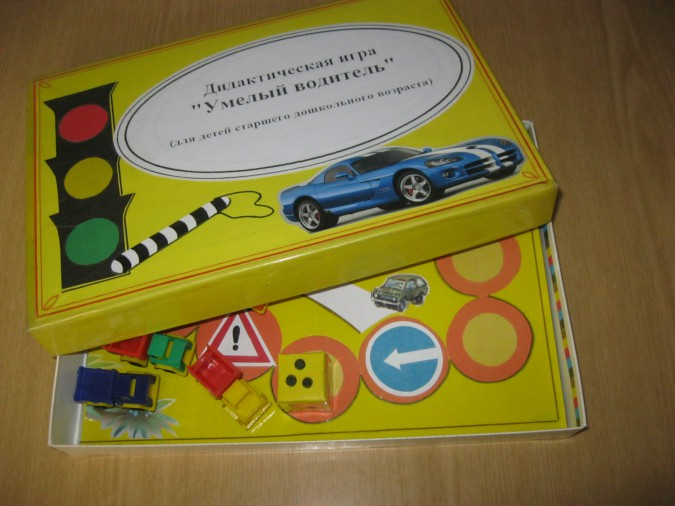 Дидактическая игра
"Умелый водитель"
(для детей старшего дошкольного возраста)